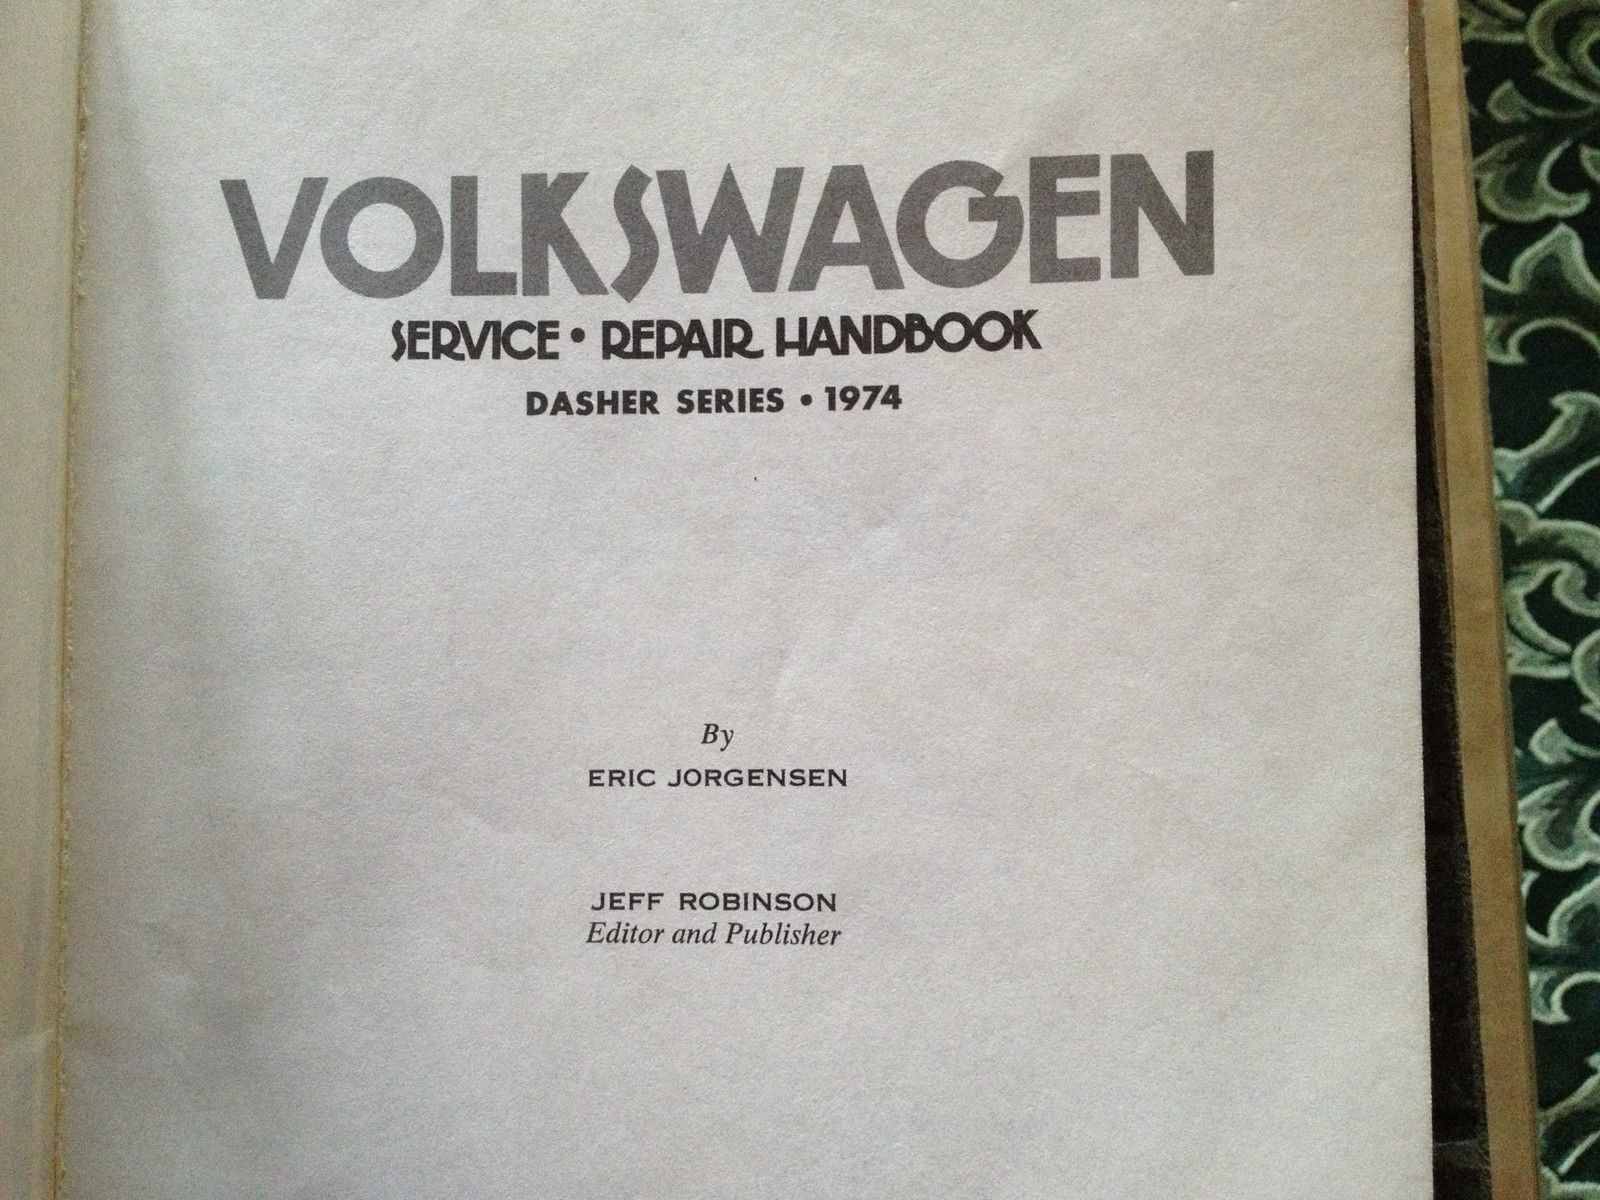 VOLKSWAGEN
SERVICE • REPAIR HANDBOOK
DASHER SERIES • 1974
By
ERIC JORGENSEN
JEFF ROBINSON
Editor and Publisher